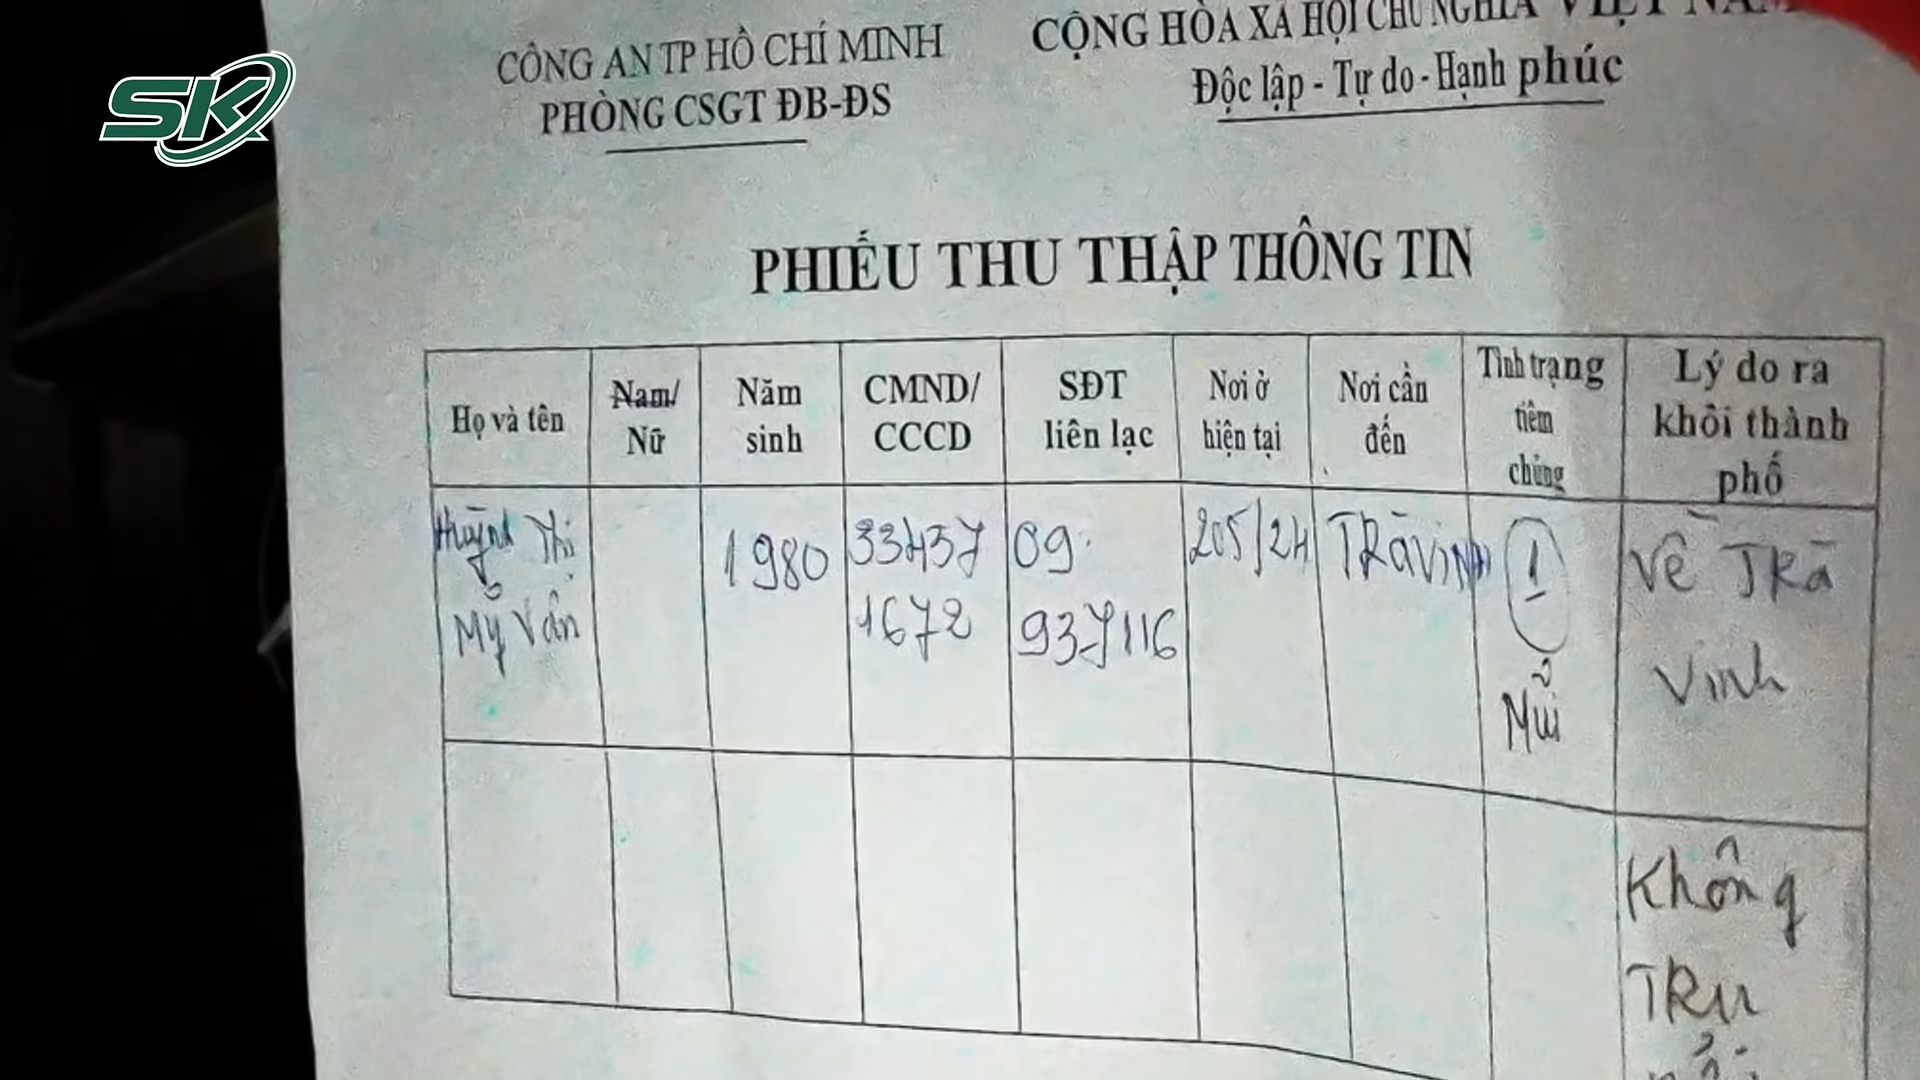 SK
CÔNG AN TP HỒ CHÍ MINH
PHÒNG CSGT ĐB-ĐS
CỘNG HÒA XÃ HỘI CHỦ NGHĨA VIỆT NAM
Độc lập - Tự do - Hạnh phúc
PHIẾU THU THẬP THÔNG TIN
Họ và tên
Nam/
Nữ
Năm
sinh
CMND/
CCCD
SĐT
liên lạc
Nơi ở
hiện tại
Nơi cần
đến
Tình trạng
tiêm
chủng
Lý do ra
khỏi thành
phố
Huỳnh Thị
Mỹ Vân
1980
33437
1672
09
937116
205/24
TRàVinh
1
Mũi
Về TRà
Vinh
Không
TRụ